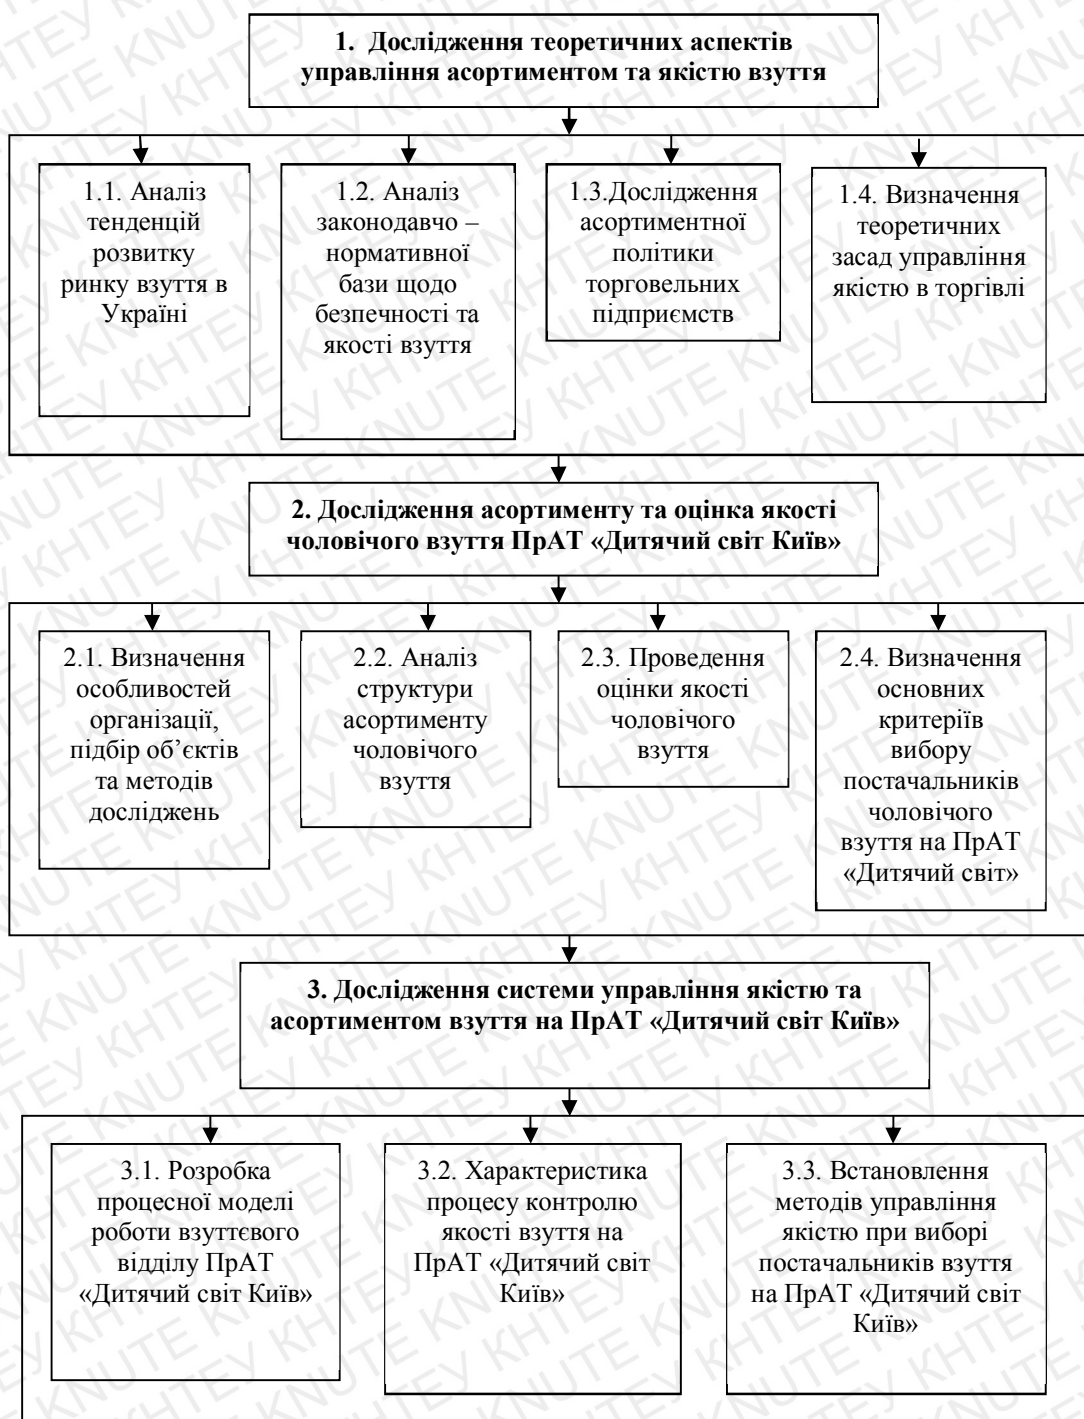 1. Дослідження теоретичних аспектів
управління асортиментом та якістю взуття
1.1. Аналіз
тенденцій
розвитку
ринку взуття в
Україні
1.2. Аналіз
законодавчо –
нормативної
бази щодо
безпечності та
якості взуття
1.3.Дослідження
асортиментної
політики
торговельних
підприємств
1.4. Визначення
теоретичних
засад управління
якістю в торгівлі
2. Дослідження асортименту та оцінка якості
чоловічого взуття ПрАТ «Дитячий світ Київ»
2.1. Визначення
особливостей
організації,
підбір об’єктів
та методів
досліджень
2.2. Аналіз
структури
асортименту
чоловічого
взуття
2.3. Проведення
оцінки якості
чоловічого
взуття
2.4. Визначення
основних
критеріїв
вибору
постачальників
чоловічого
взуття на ПрАТ
«Дитячий світ»
3. Дослідження системи управління якістю та
асортиментом взуття на ПрАТ «Дитячий світ Київ»
3.1. Розробка
процесної моделі
роботи взуттєвого
відділу ПрАТ
«Дитячий світ Київ»
3.2. Характеристика
процесу контролю
якості взуття на
ПрАТ «Дитячий світ
Київ»
3.3. Встановлення
методів управління
якістю при виборі
постачальників взуття
на ПрАТ «Дитячий світ
Київ»